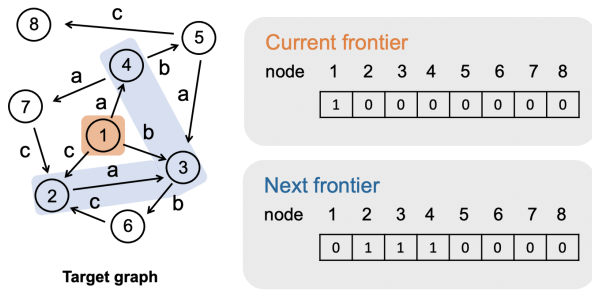 c
8
5
4
b
a
a
7
a
1
b
c
c
a
3
2
c
b
6
Target graph
Current frontier
node 1 2 3 4 5 6 7 8
1 0 0 0 0 0 0 0
Next frontier
node 1 2 3 4 5 6 7 8
0 1 1 1 0 0 0 0